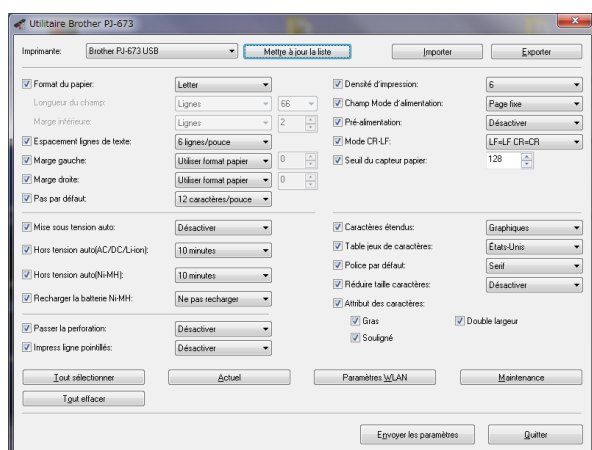 Utilitaire Brother PJ-673
Imprimante: Brother PJ-673 USB Mettre à jour la liste Importer Exporter
Format du papier: Letter
Longueur du champ: Lignes 66
Marge inférieure: Lignes 2
Espacement lignes de texte: 6 lignes/pouce
Marge gauche: Utiliser format papier 0
Marge droite: Utiliser format papier 0
Pas par défaut: 12 caractères/pouce
Densité d'impression: 6
Champ Mode d'alimentation: Page fixe
Pré-alimentation: Désactiver
Mode CR-LF: LF=LF CR=CR
Seuil du capteur papier: 128
Mise sous tension auto: Désactiver
Hors tension auto(AC/DC/Li-ion): 10 minutes
Hors tension auto(Ni-MH): 10 minutes
Recharger la batterie Ni-MH: Ne pas recharger
Passer la perforation: Désactiver
Impress ligne pointillés: Désactiver
Caractères étendus: Graphiques
Table jeux de caractères: États-Unis
Police par défaut: Serif
Réduire taille caractères: Désactiver
Attribut des caractères:
Gras Double largeur
Souligné
Tout sélectionner Actuel Paramètres WLAN Maintenance
Tout effacer
Envoyer les paramètres Quitter